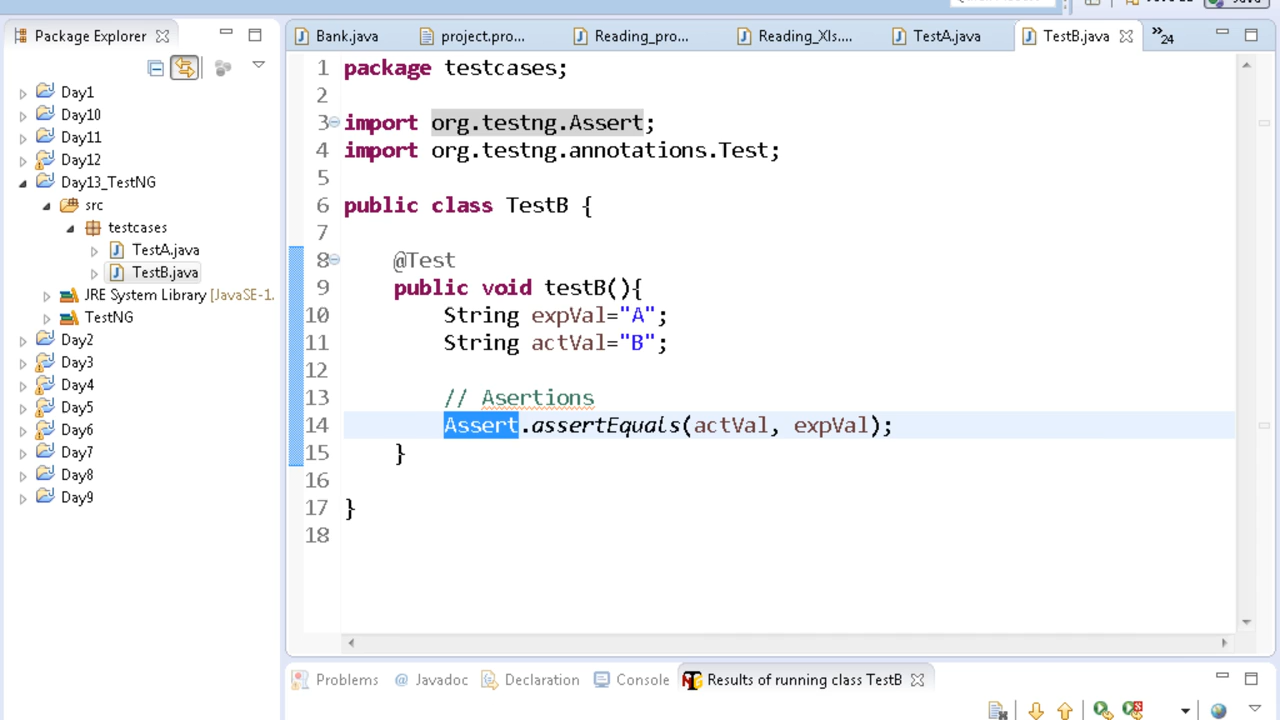 Package Explorer
Bank.java
project.pro...
Reading_pro...
Reading_Xls....
TestA.java
TestB.java
24
Day1
Day10
Day11
Day12
Day13_TestNG
src
testcases
TestA.java
TestB.java
JRE System Library [JavaSE-1.
TestNG
Day2
Day3
Day4
Day5
Day6
Day7
Day8
Day9
1 package testcases;
2
3 import org.testng.Assert;
4 import org.testng.annotations.Test;
5
6 public class TestB {
7
8 @Test
9 public void testB(){
10 String expVal="A";
11 String actVal="B";
12
13 // Asertions
14 Assert.assertEquals(actVal, expVal);
15 }
16
17 }
18
Problems
Javadoc
Declaration
Console
Results of running class TestB